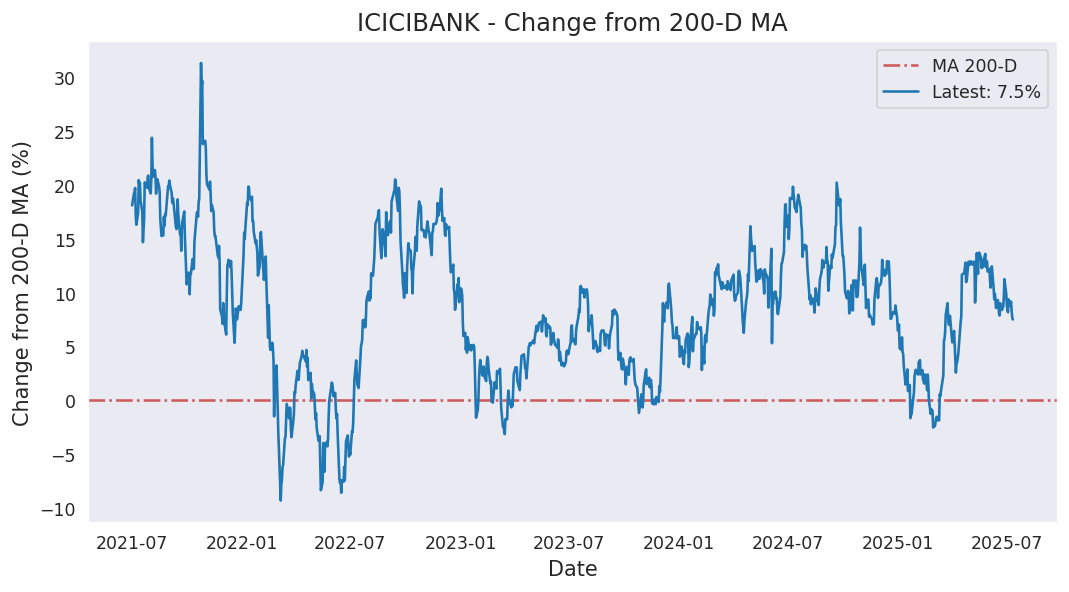 ICICIBANK - Change from 200-D MA
MA 200-D
Latest: 7.5%
Change from 200-D MA (%)
30
25
20
15
10
5
0
−5
−10
2021-07 2022-01 2022-07 2023-01 2023-07 2024-01 2024-07 2025-01 2025-07
Date